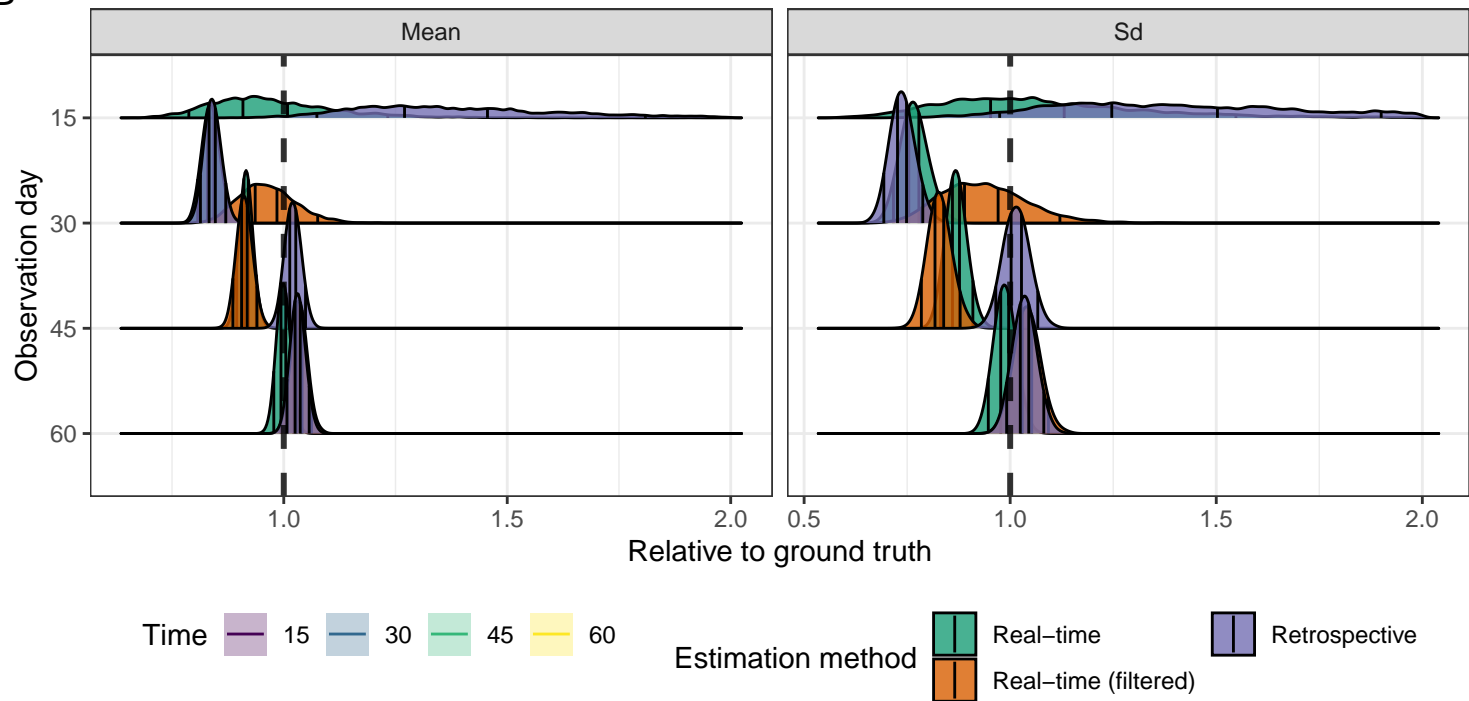 Mean Sd
15
30
45
60
Observation day
1.0 1.5 2.0 0.5 1.0 1.5 2.0
Relative to ground truth
Time 15 30 45 60
Estimation method Real−time Retrospective
Real−time (filtered)